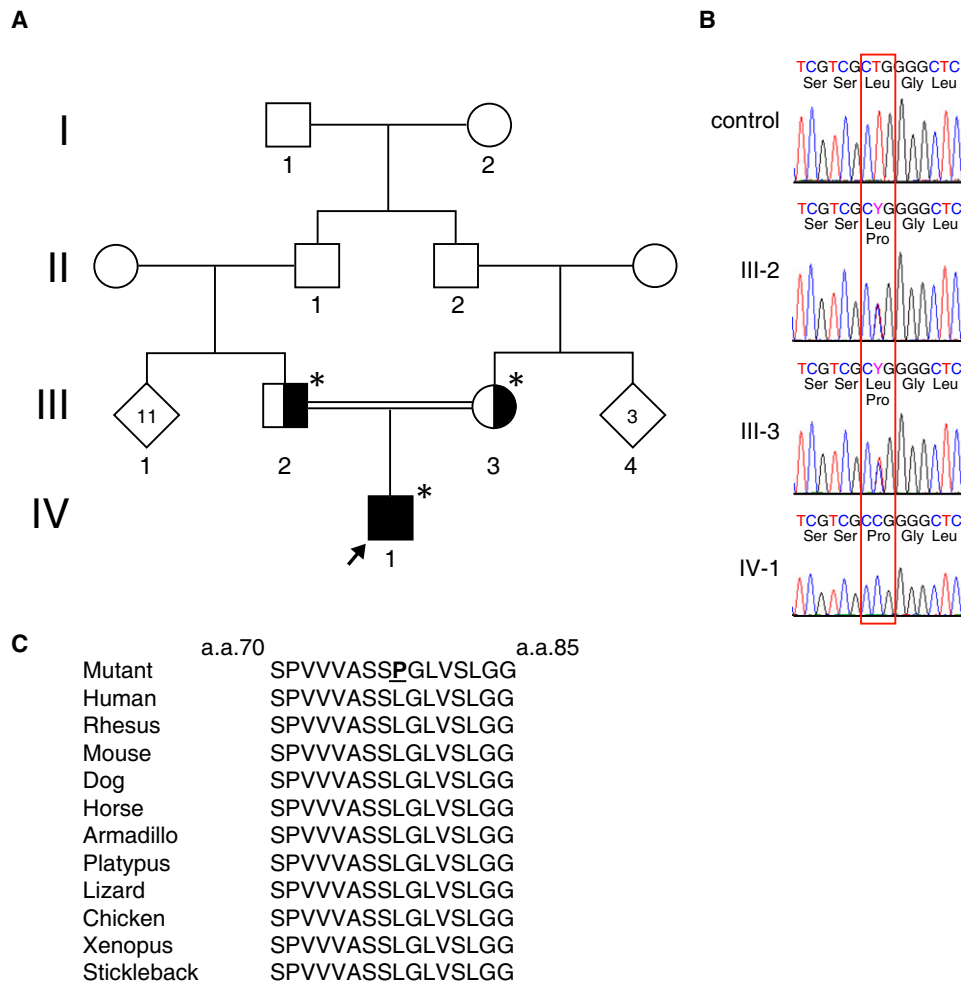 A
I
1
2
II
1
2
III
11
1
*
2
*
3
3
4
IV
*
1
B
TCGTCGCTGGGGCTC
Ser Ser Leu Gly Leu
control
TCGTCGCYGGGGCTC
Ser Ser Leu Gly Leu
Pro
III-2
TCGTCGCYGGGGCTC
Ser Ser Leu Gly Leu
Pro
III-3
TCGTCGCCGGGGCTC
Ser Ser Pro Gly Leu
IV-1
C
a.a.70 a.a.85
Mutant SPVVVASSPGLVSLGG
Human SPVVVASSLGLVSLGG
Rhesus SPVVVASSLGLVSLGG
Mouse SPVVVASSLGLVSLGG
Dog SPVVVASSLGLVSLGG
Horse SPVVVASSLGLVSLGG
Armadillo SPVVVASSLGLVSLGG
Platypus SPVVVASSLGLVSLGG
Lizard SPVVVASSLGLVSLGG
Chicken SPVVVASSLGLVSLGG
Xenopus SPVVVASSLGLVSLGG
Stickleback SPVVVASSLGLVSLGG